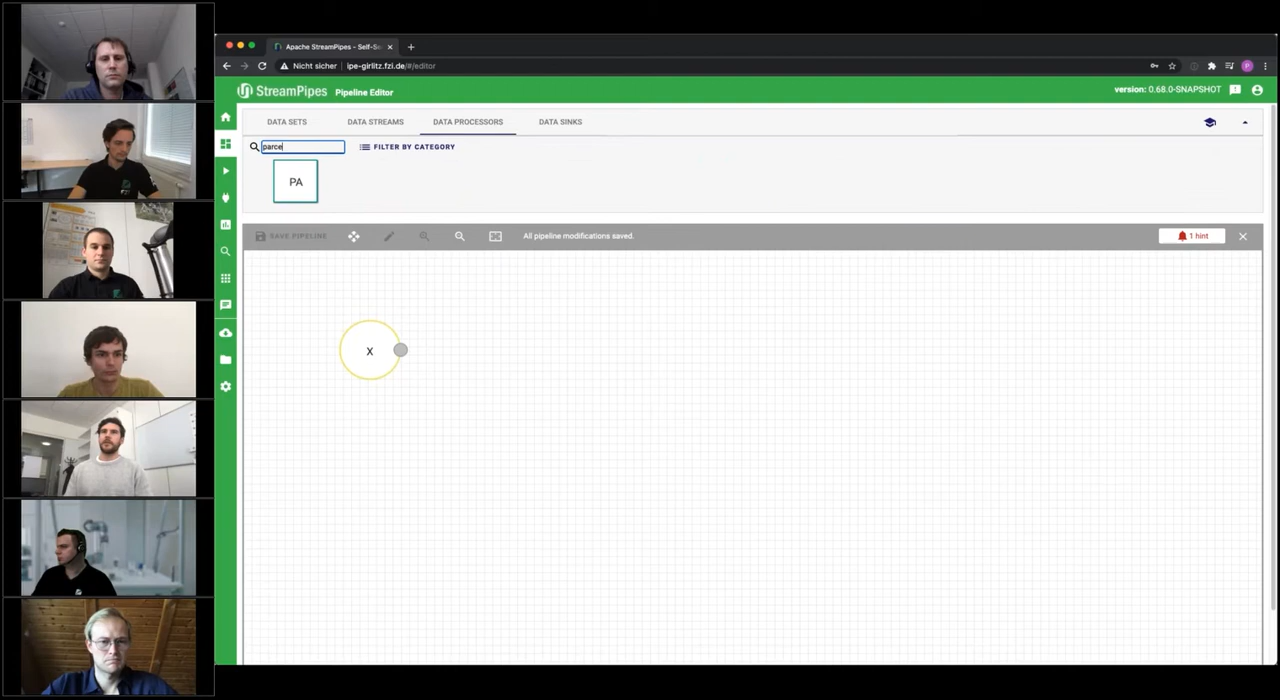 Apache StreamPipes - Self-Se
Nicht sicher | ipe-girlitz.fzi.de/#/editor
P
StreamPipes Pipeline Editor
version: 0.68.0-SNAPSHOT
DATA SETS
DATA STREAMS
DATA PROCESSORS
DATA SINKS
parce
FILTER BY CATEGORY
PA
SAVE PIPELINE
All pipeline modifications saved.
1 hint
X